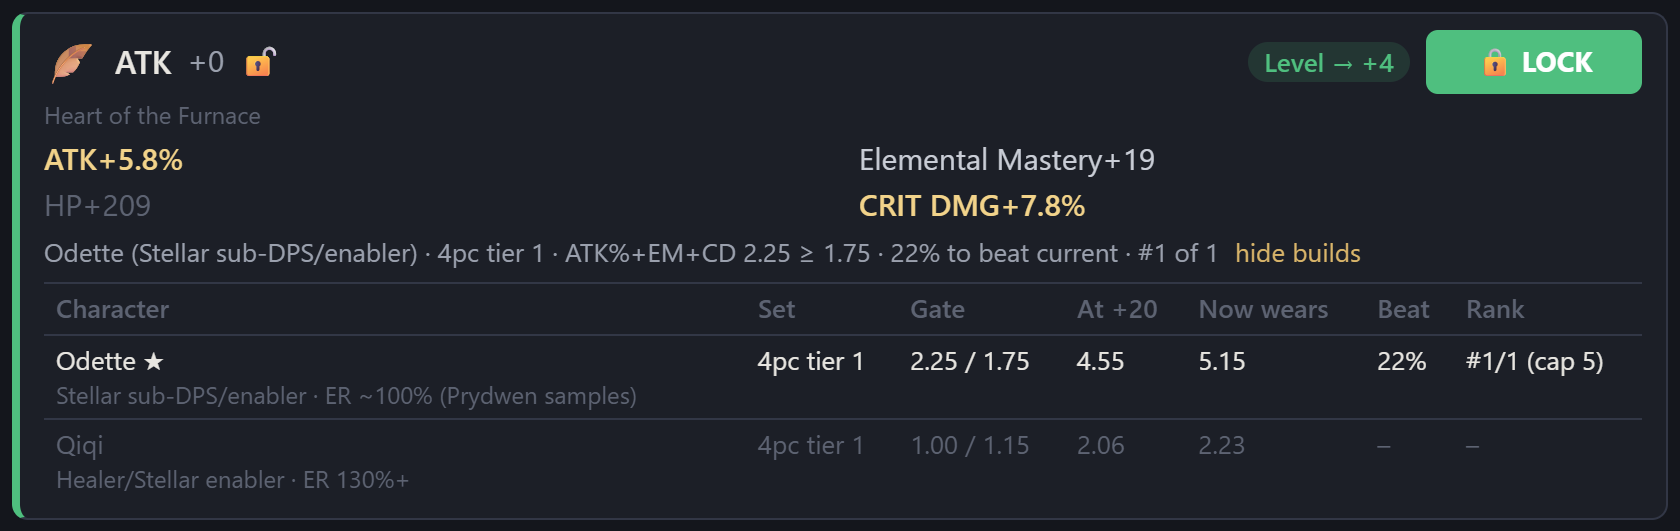 ATK +0
Level → +4
LOCK
Heart of the Furnace
ATK+5.8%
Elemental Mastery+19
HP+209
CRIT DMG+7.8%
Odette (Stellar sub-DPS/enabler) · 4pc tier 1 · ATK%+EM+CD 2.25 ≥ 1.75 · 22% to beat current · #1 of 1 hide builds
Character Set Gate At +20 Now wears Beat Rank
Odette ★ 4pc tier 1 2.25 / 1.75 4.55 5.15 22% #1/1 (cap 5)
Stellar sub-DPS/enabler · ER ~100% (Prydwen samples)
Qiqi 4pc tier 1 1.00 / 1.15 2.06 2.23 – –
Healer/Stellar enabler · ER 130%+